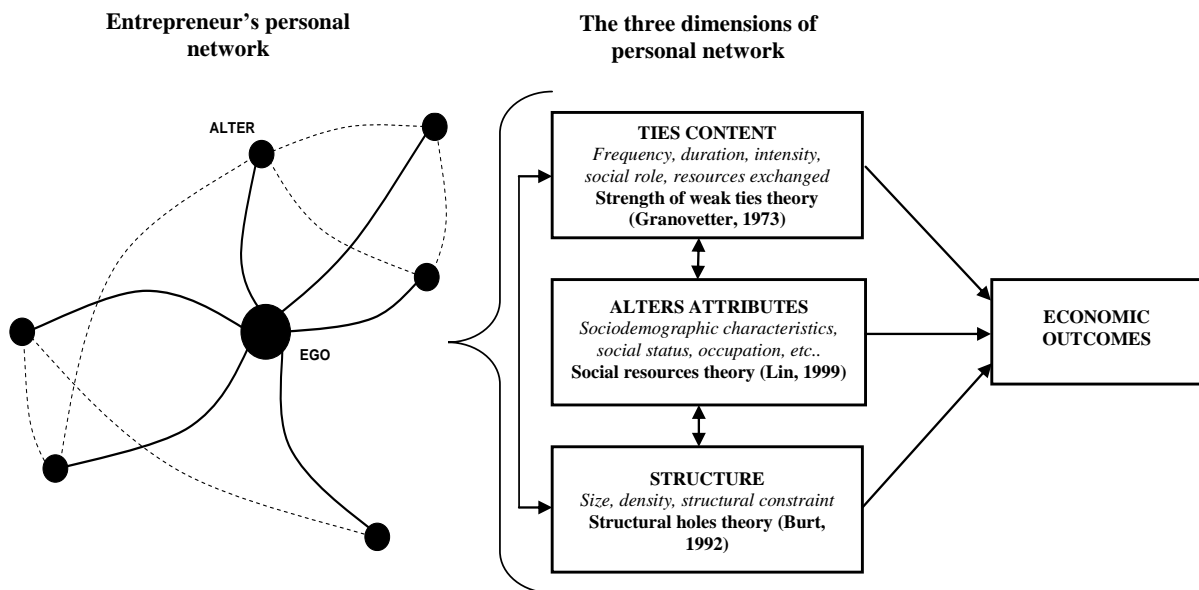 Entrepreneur’s personal
network
ALTER
EGO
The three dimensions of
personal network
TIES CONTENT
Frequency, duration, intensity,
social role, resources exchanged
Strength of weak ties theory
(Granovetter, 1973)
ALTERS ATTRIBUTES
Sociodemographic characteristics,
social status, occupation, etc..
Social resources theory (Lin, 1999)
STRUCTURE
Size, density, structural constraint
Structural holes theory (Burt,
1992)
ECONOMIC
OUTCOMES